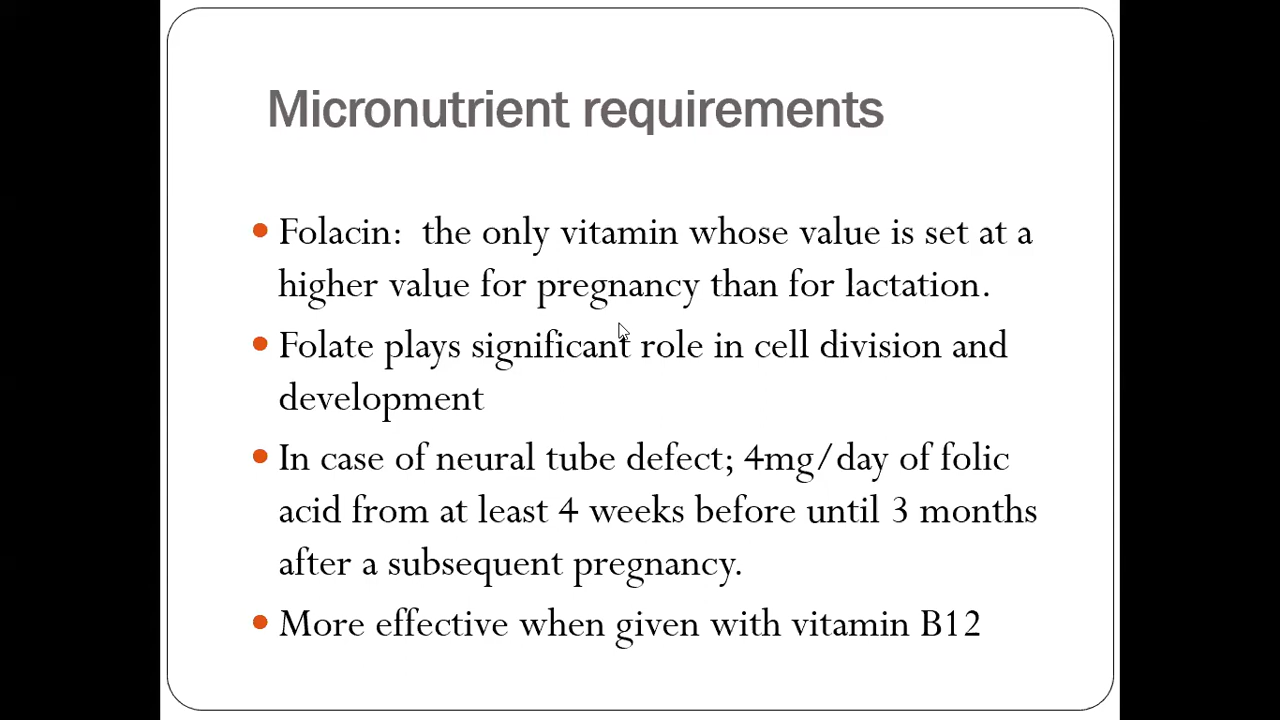 Micronutrient requirements
• Folacin: the only vitamin whose value is set at a
higher value for pregnancy than for lactation.
• Folate plays significant role in cell division and
development
• In case of neural tube defect; 4mg/day of folic
acid from at least 4 weeks before until 3 months
after a subsequent pregnancy.
• More effective when given with vitamin B12